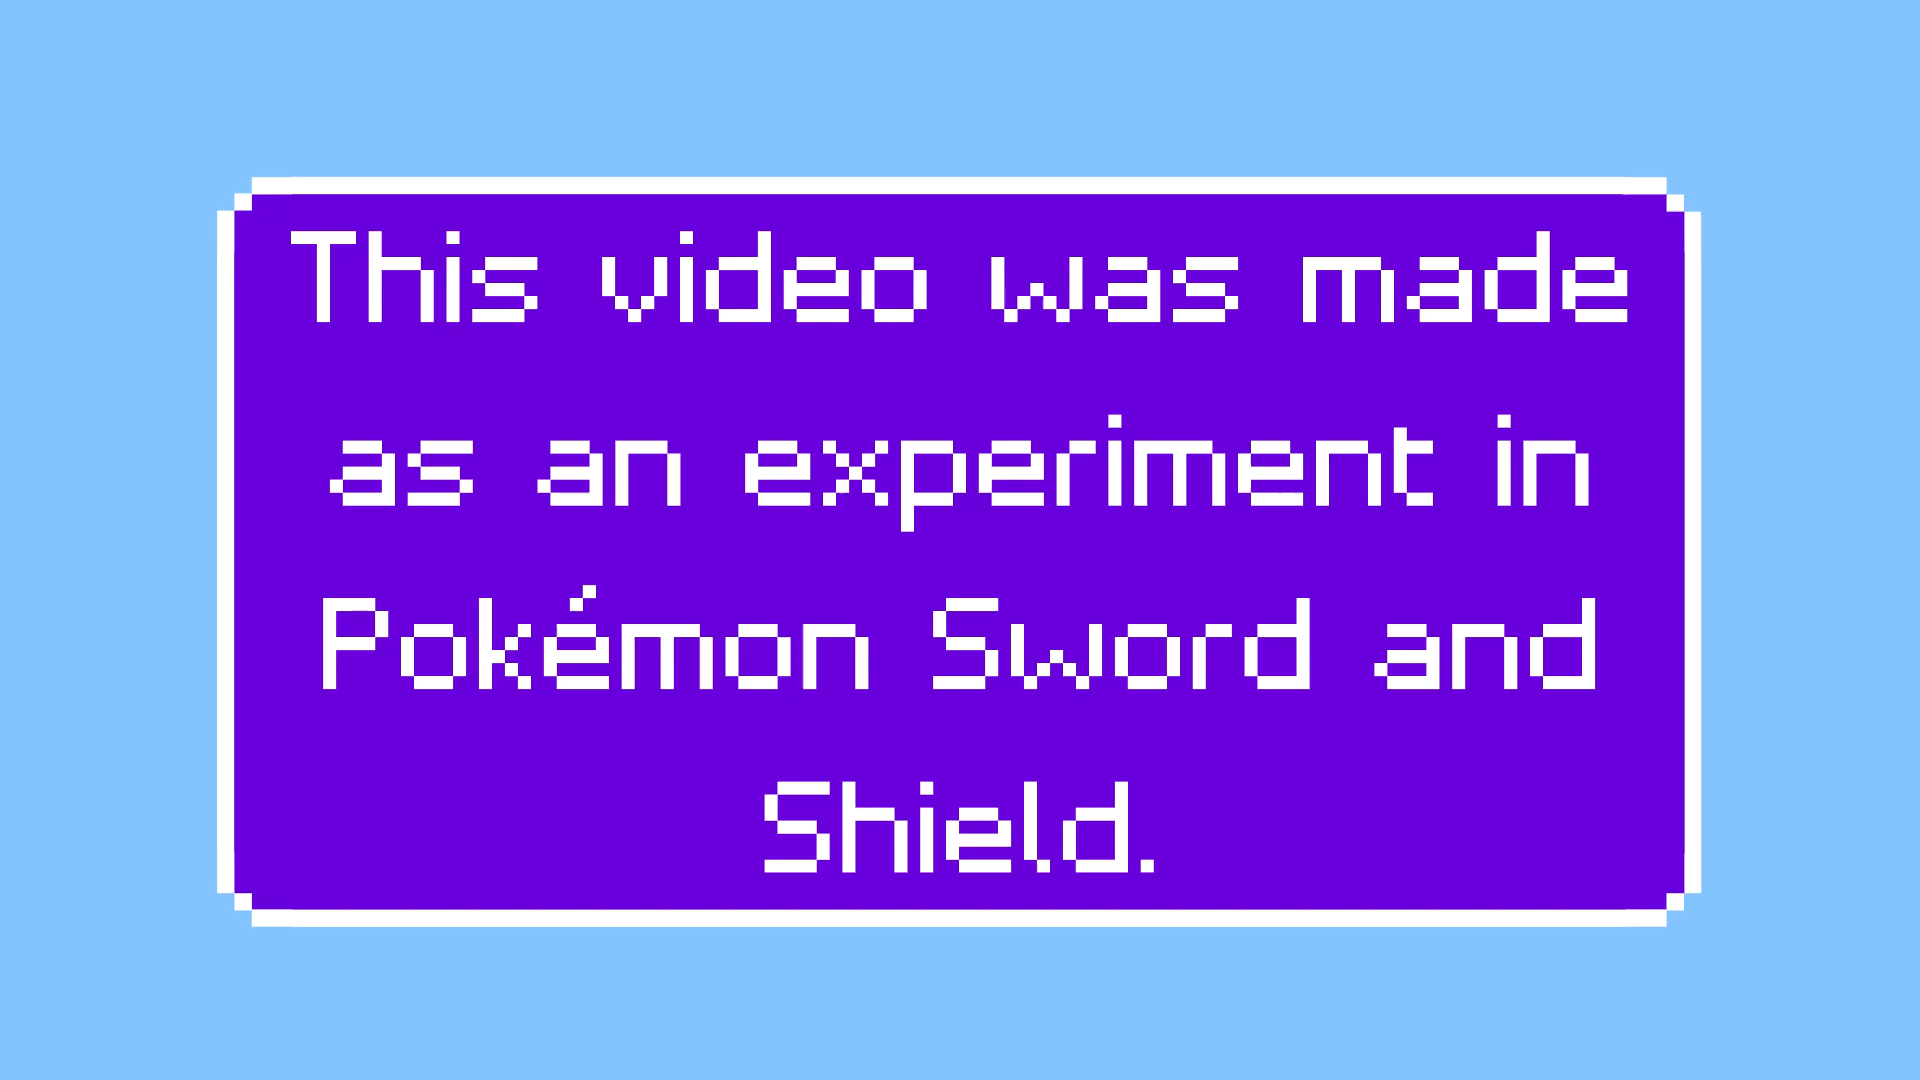 This video was made
as an experiment in
Pokémon Sword and
Shield.